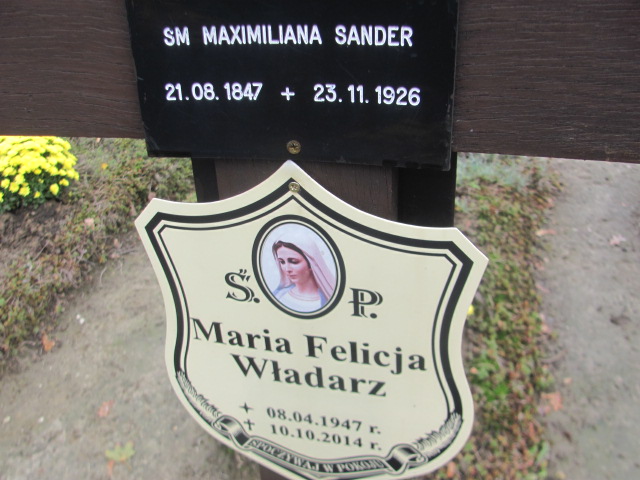 SM MAXIMILIANA SANDER
21.08.1847 + 23.11.1926
Ś. P.
Maria Felicja
Władarz
08.04.1947 r.
+ 10.10.2014 r.
SPOCZYWAJ W POKOJU